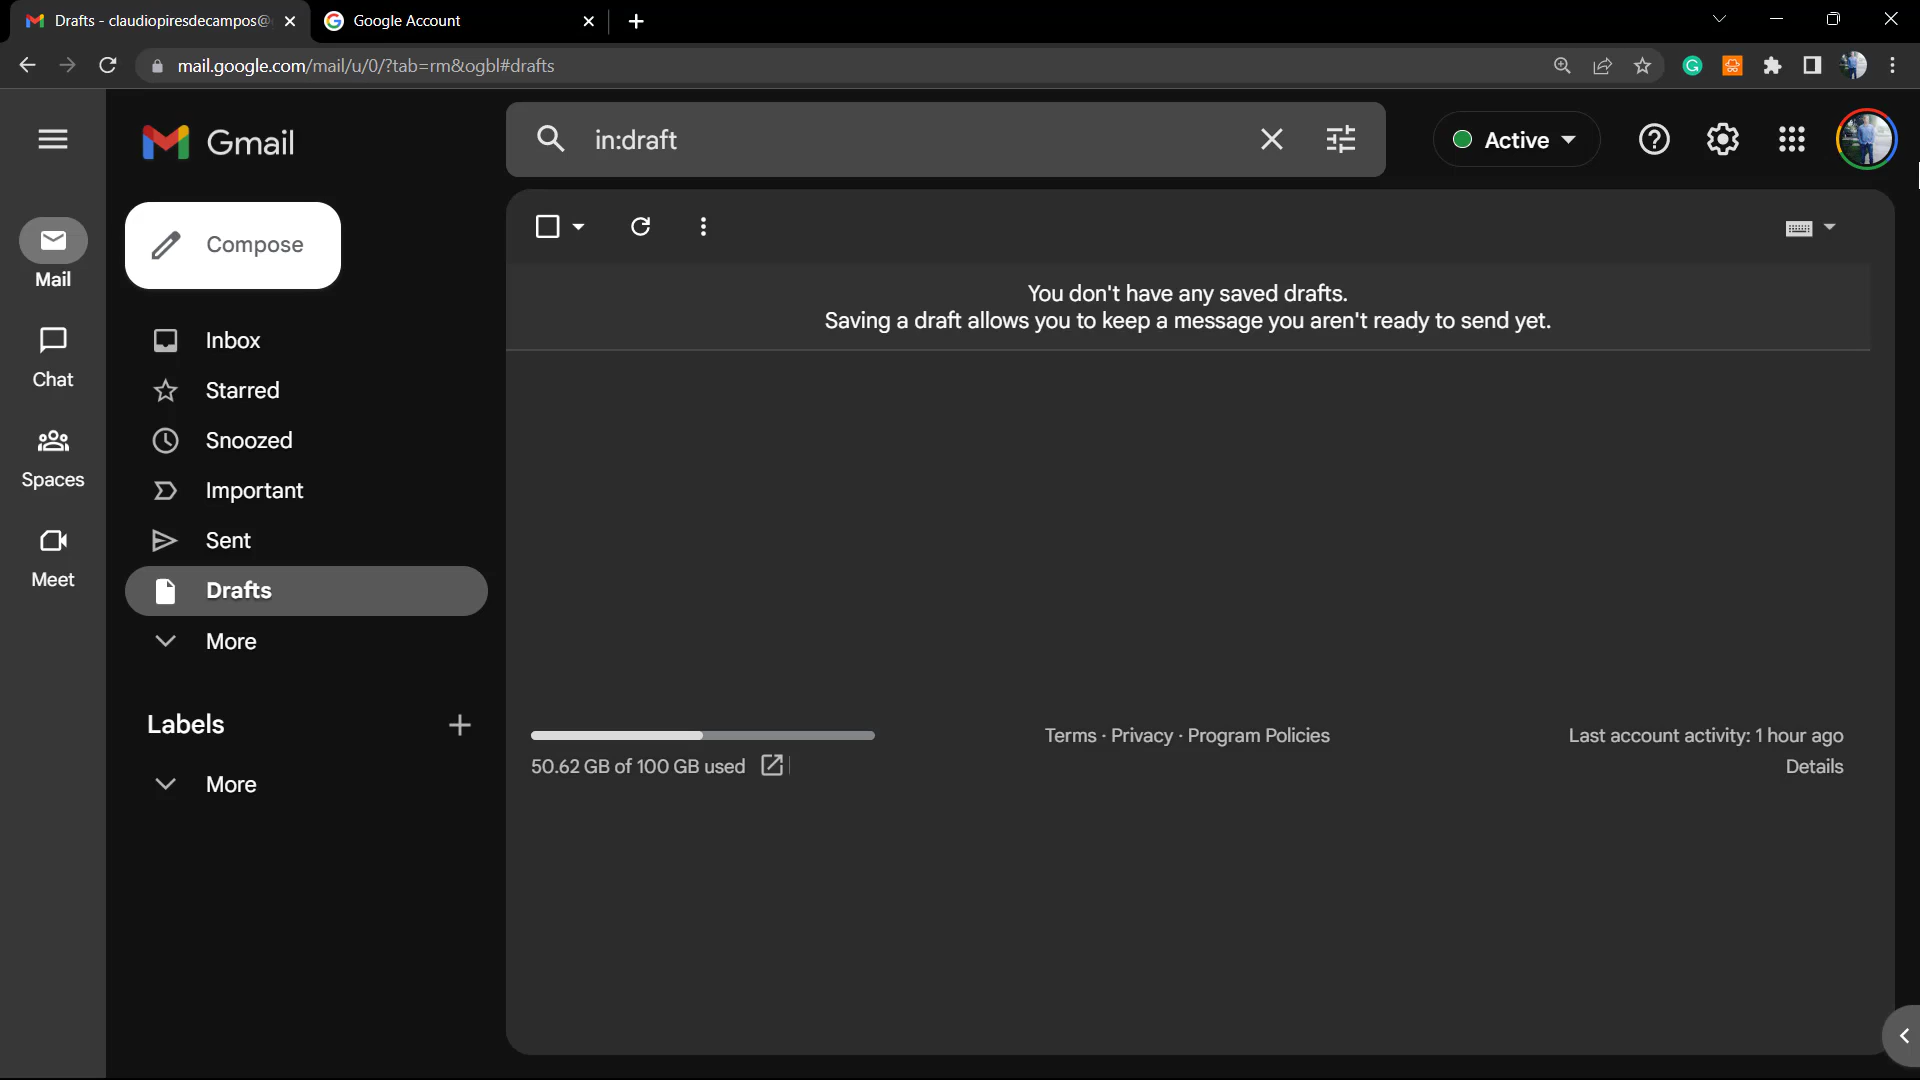 Drafts - claudiopiresdecampos@
Google Account
mail.google.com/mail/u/0/?tab=rm&ogbl#drafts
Gmail
in:draft
Active
Compose
Mail
Chat
Spaces
Meet
Inbox
Starred
Snoozed
Important
Sent
Drafts
More
Labels
More
You don't have any saved drafts.
Saving a draft allows you to keep a message you aren't ready to send yet.
50.62 GB of 100 GB used
Terms · Privacy · Program Policies
Last account activity: 1 hour ago
Details